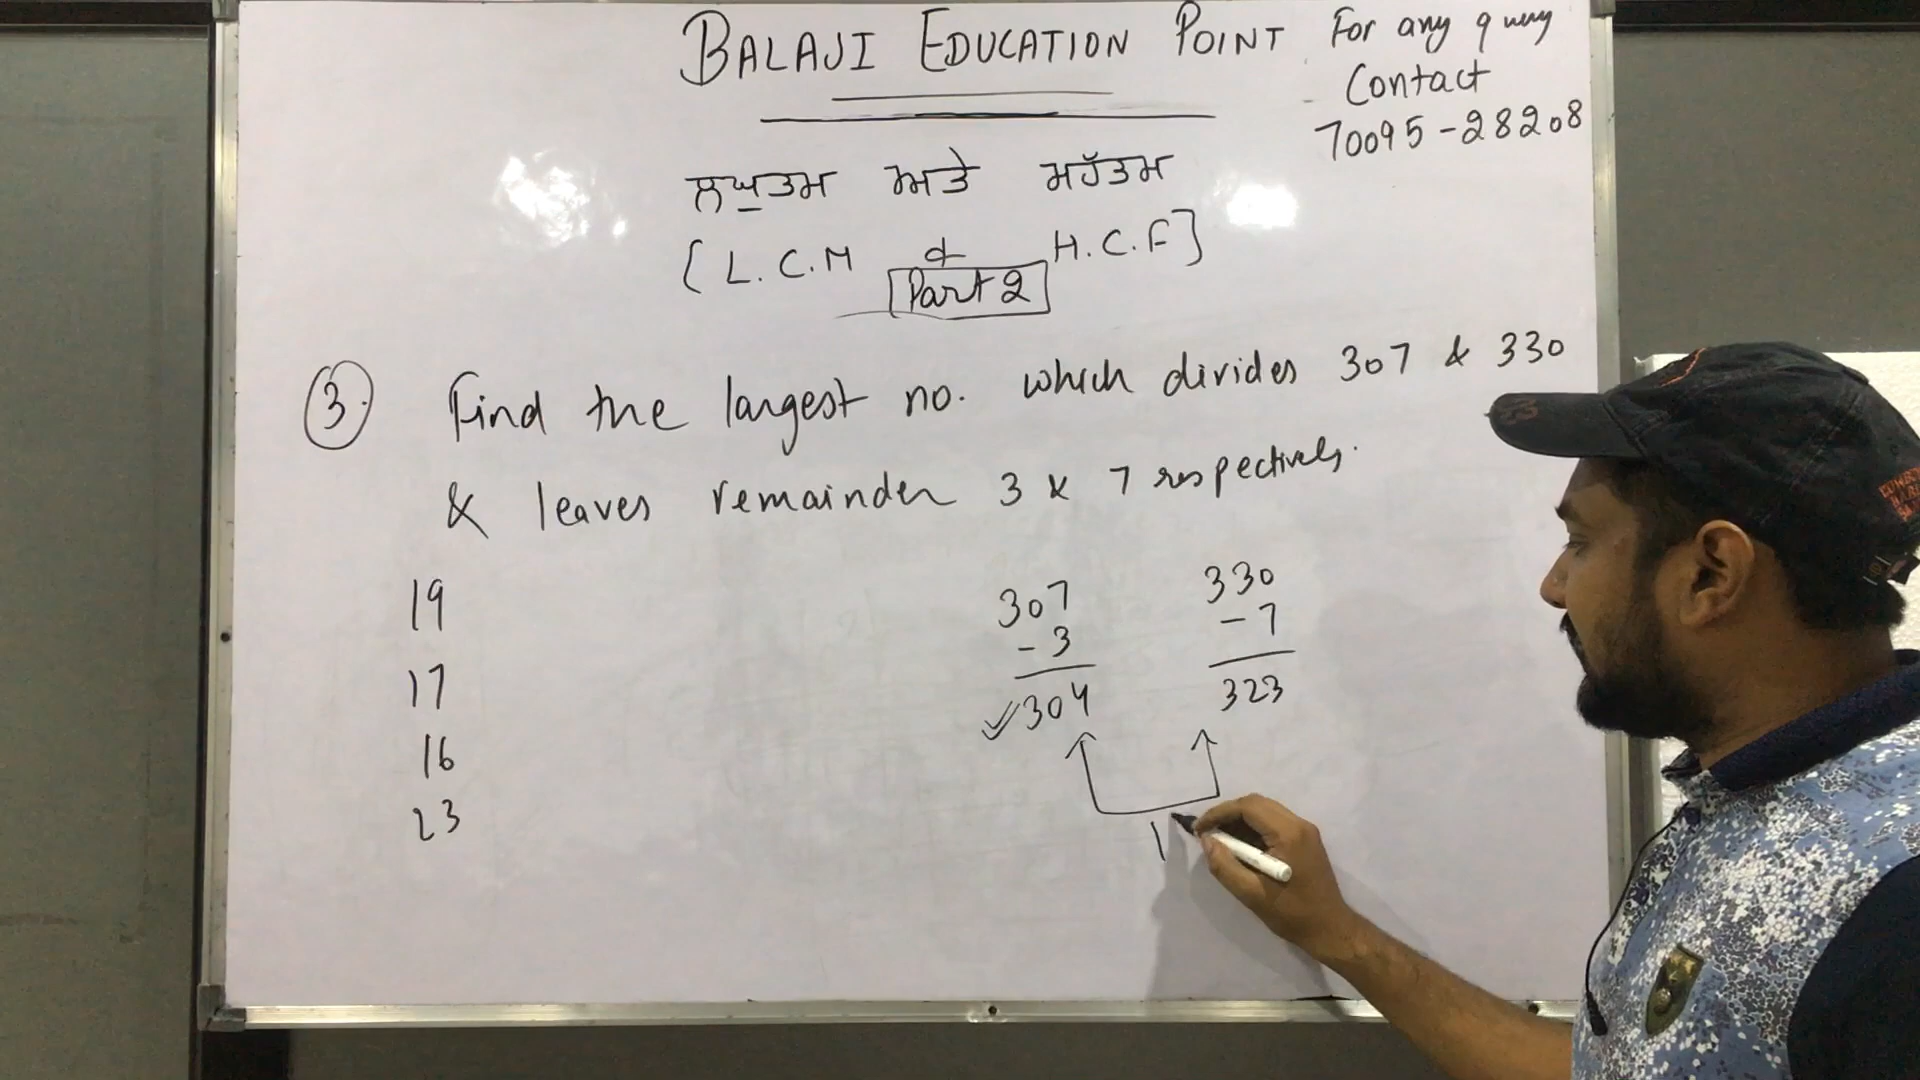 BALAJI EDUCATION POINT
For any query
Contact
70095-28208
ਲਘੁਤਮ ਅਤੇ ਮਹੱਤਮ
[L.C.M & H.C.F]
Part 2
3. Find the largest no. which divides 307 & 330
& leaves remainder 3 & 7 respectively.
19
17
16
23
307
- 3
304
330
- 7
323
1